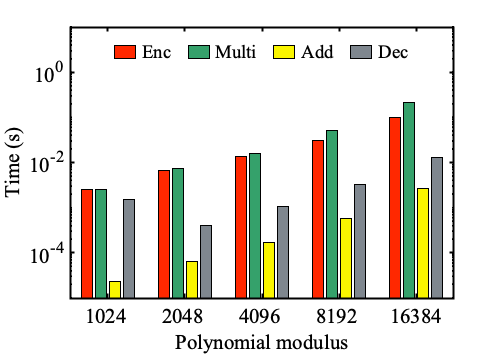 Enc Multi Add Dec
10^0
10^-2
10^-4
Time (s)
1024 2048 4096 8192 16384
Polynomial modulus